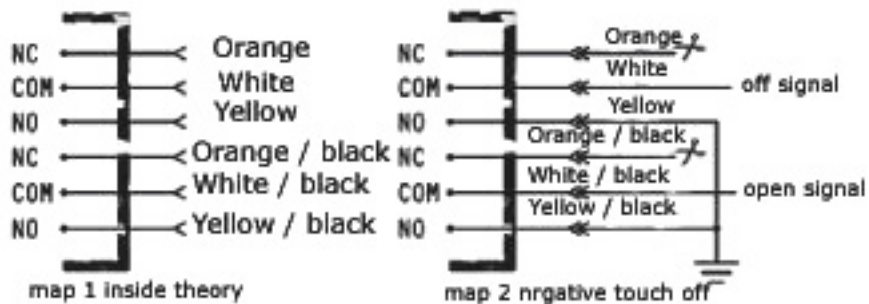 NC Orange
COM White
NO Yellow
NC Orange / black
COM White / black
NO Yellow / black
map 1 inside theory
NC Orange
COM White off signal
NO Yellow
NC Orange / black
COM White / black open signal
NO Yellow / black
map 2 nrgative touch off